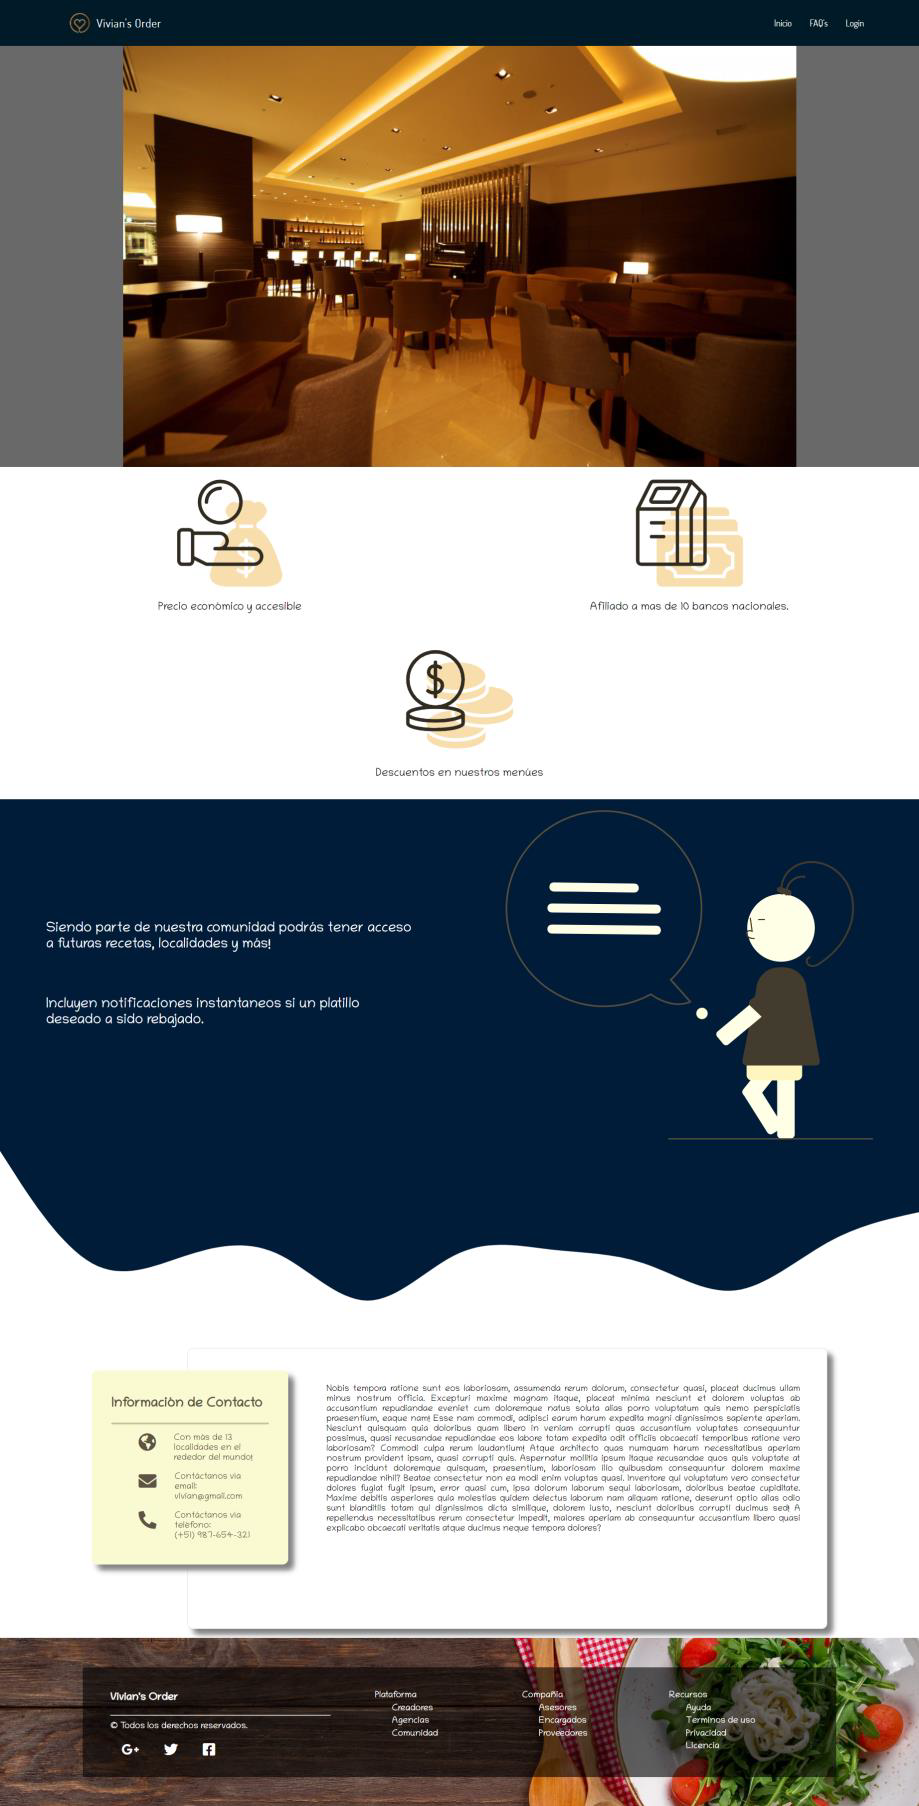 Vivian's Order
Inicio
FAQ's
Login
Precio económico y accesible
Afiliado a mas de 10 bancos nacionales.
Descuentos en nuestros menúes
Siendo parte de nuestra comunidad podrás tener acceso
a futuras recetas, localidades y más!
Incluyen notificaciones instantaneos si un platillo
deseado a sido rebajado.
Información de Contacto
Con más de 13
localidades en el
rededor del mundo!
Contáctanos via
email:
vivian@gmail.com
Contáctanos via
teléfono:
(+51) 987-654-321
Nobis tempora ratione sunt eos laboriosam, assumenda rerum dolorum, consectetur quasi, placeat ducimus ullam
minus nostrum officia. Excepturi maxime magnam itaque, placeat minima nesciunt et dolorem voluptas ab
accusantium repudiandae eveniet cum doloremque natus soluta alias porro voluptatum quis nemo perspiciatis
praesentium, eaque nam! Esse nam commodi, adipisci earum harum expedita magni dignissimos sapiente aperiam.
Nesciunt quisquam quia doloribus quam libero in veniam corrupti quas accusantium voluptates consequuntur
possimus, quasi recusandae repudiandae eos labore totam expedita odit officiis obcaecati temporibus ratione vero
laboriosam? Commodi culpa rerum laudantium! Atque architecto quas numquam harum necessitatibus aperiam
nostrum provident ipsam, quasi corrupti quis. Aspernatur mollitia ipsum itaque recusandae quos quis voluptate at
porro incidunt doloremque quisquam, praesentium, laboriosam illo quibusdam consequuntur dolorem maxime
repudiandae nihil? Beatae consectetur non ea modi enim voluptas quasi. Inventore qui voluptatum vero consectetur
dolores fugiat fugit ipsum, error quasi cum, ipsa dolorum laborum sequi laboriosam, doloribus beatae cupiditate.
Maxime debitis asperiores quia molestias quidem delectus laborum nam aliquam ratione, deserunt optio alias odio
sunt blanditiis totam qui dignissimos dicta similique, dolorem iusto, nesciunt doloribus corrupti ducimus sed! A
repellendus necessitatibus rerum consectetur impedit, maiores aperiam ab consequuntur accusantium libero quasi
explicabo obcaecati veritatis atque ducimus neque tempora dolores?
Vivian's Order
© Todos los derechos reservados.
Plataforma
Creadores
Agencias
Comunidad
Compañia
Asesores
Encargados
Proveedores
Recursos
Ayuda
Terminos de uso
Privacidad
Licencia